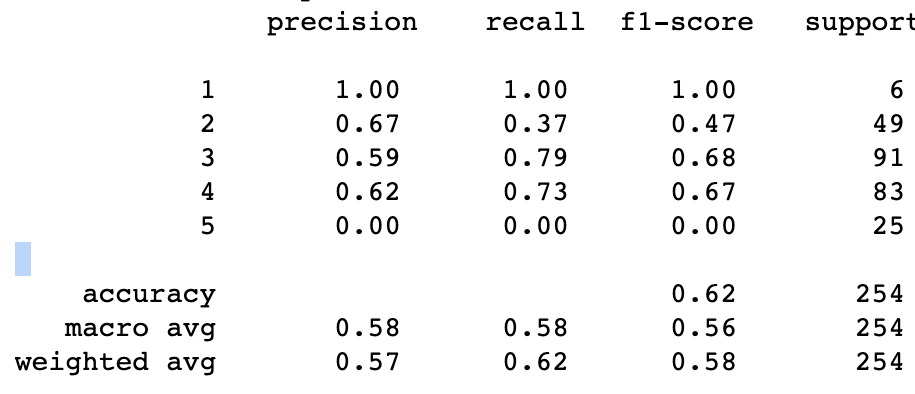 precision recall f1-score support
1 1.00 1.00 1.00 6
2 0.67 0.37 0.47 49
3 0.59 0.79 0.68 91
4 0.62 0.73 0.67 83
5 0.00 0.00 0.00 25
accuracy 0.62 254
macro avg 0.58 0.58 0.56 254
weighted avg 0.57 0.62 0.58 254